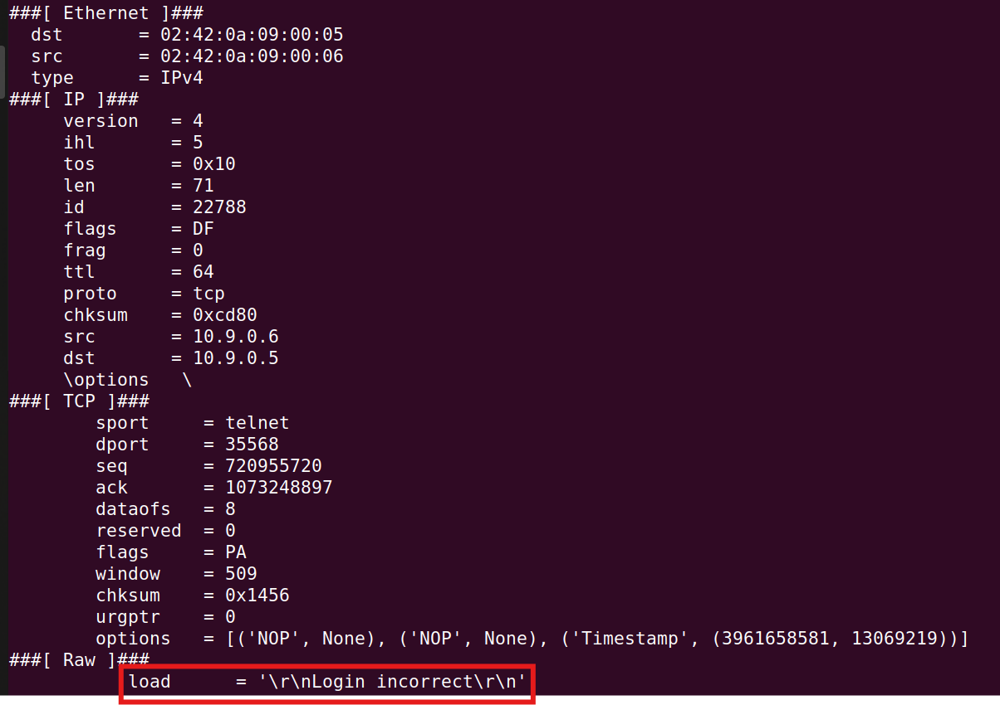 ###[ Ethernet ]###
  dst       = 02:42:0a:09:00:05
  src       = 02:42:0a:09:00:06
  type      = IPv4
###[ IP ]###
     version   = 4
     ihl       = 5
     tos       = 0x10
     len       = 71
     id        = 22788
     flags     = DF
     frag      = 0
     ttl       = 64
     proto     = tcp
     chksum    = 0xcd80
     src       = 10.9.0.6
     dst       = 10.9.0.5
     \options   \
###[ TCP ]###
        sport     = telnet
        dport     = 35568
        seq       = 720955720
        ack       = 1073248897
        dataofs   = 8
        reserved  = 0
        flags     = PA
        window    = 509
        chksum    = 0x1456
        urgptr    = 0
        options   = [('NOP', None), ('NOP', None), ('Timestamp', (3961658581, 13069219))]
###[ Raw ]###
           load      = '\r\nLogin incorrect\r\n'